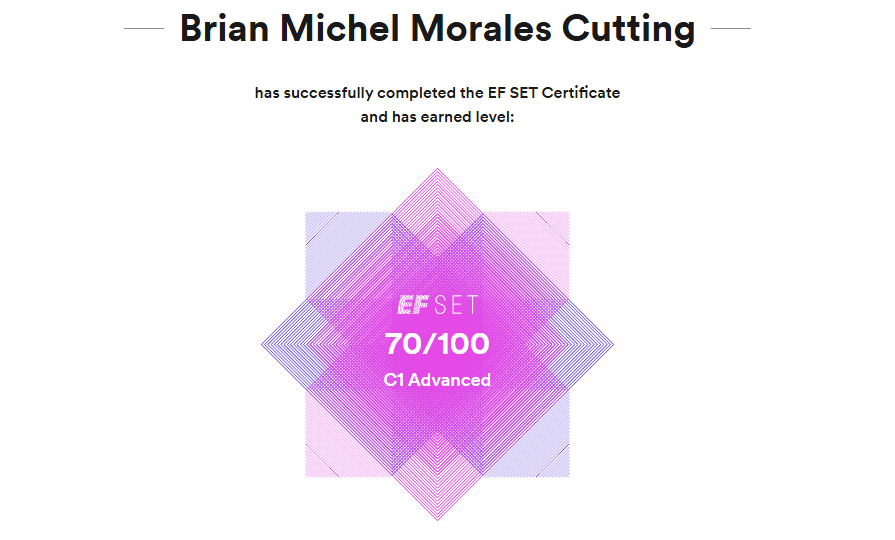 Brian Michel Morales Cutting
has successfully completed the EF SET Certificate
and has earned level:
EF SET
70/100
C1 Advanced